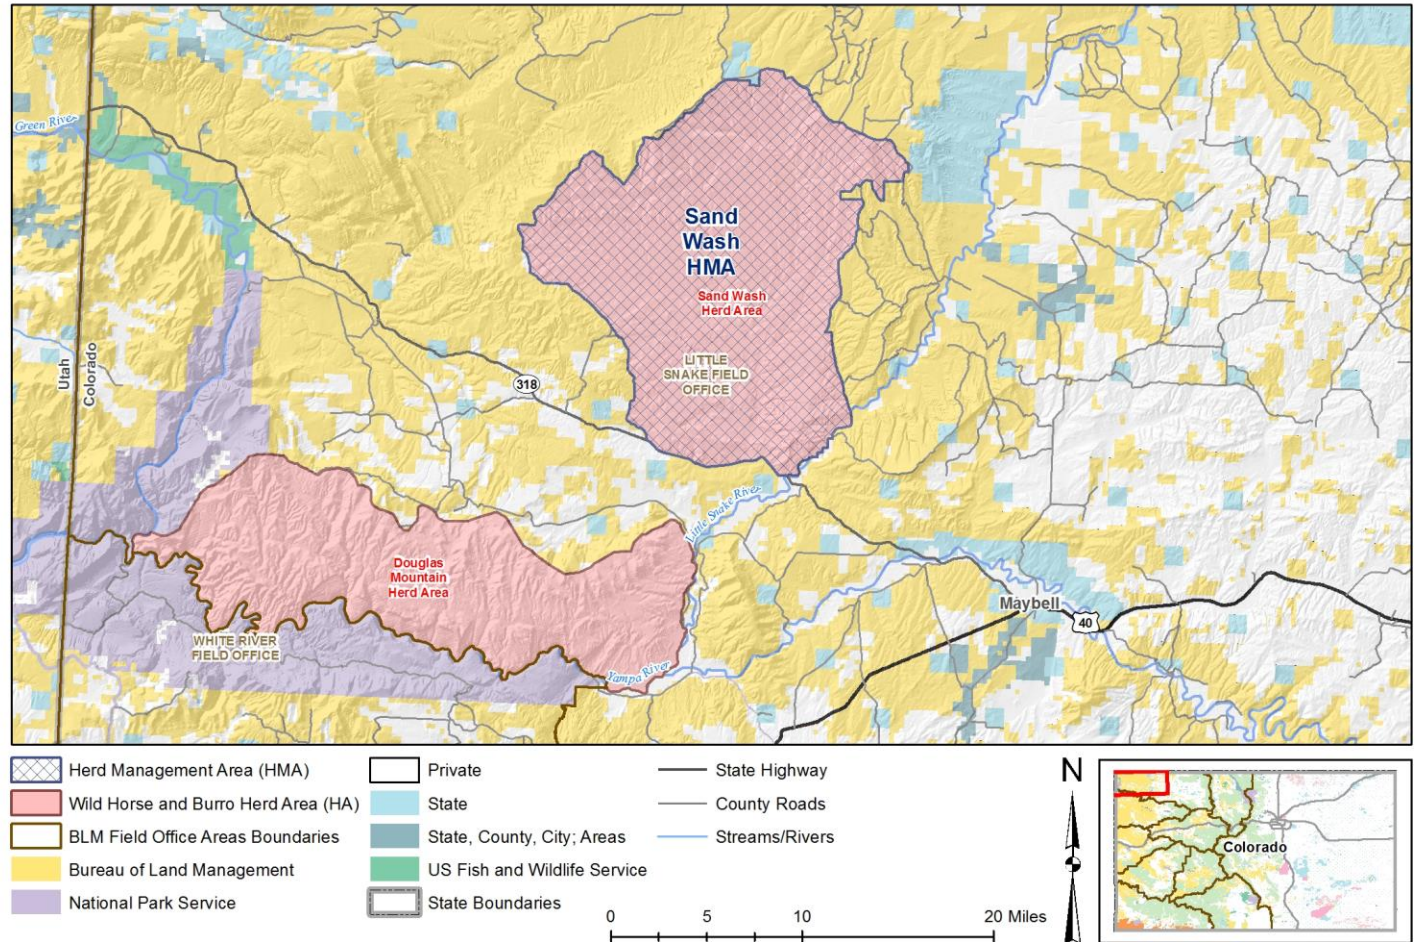 Green River
Sand
Wash
HMA
Sand Wash
Herd Area
LITTLE
SNAKE FIELD
OFFICE
Utah
Colorado
318
Little Snake River
Douglas
Mountain
Herd Area
Maybell
40
WHITE RIVER
FIELD OFFICE
Yampa River
Herd Management Area (HMA)
Wild Horse and Burro Herd Area (HA)
BLM Field Office Areas Boundaries
Bureau of Land Management
National Park Service
Private
State
State, County, City; Areas
US Fish and Wildlife Service
State Boundaries
State Highway
County Roads
Streams/Rivers
0 5 10 20 Miles
N
Colorado